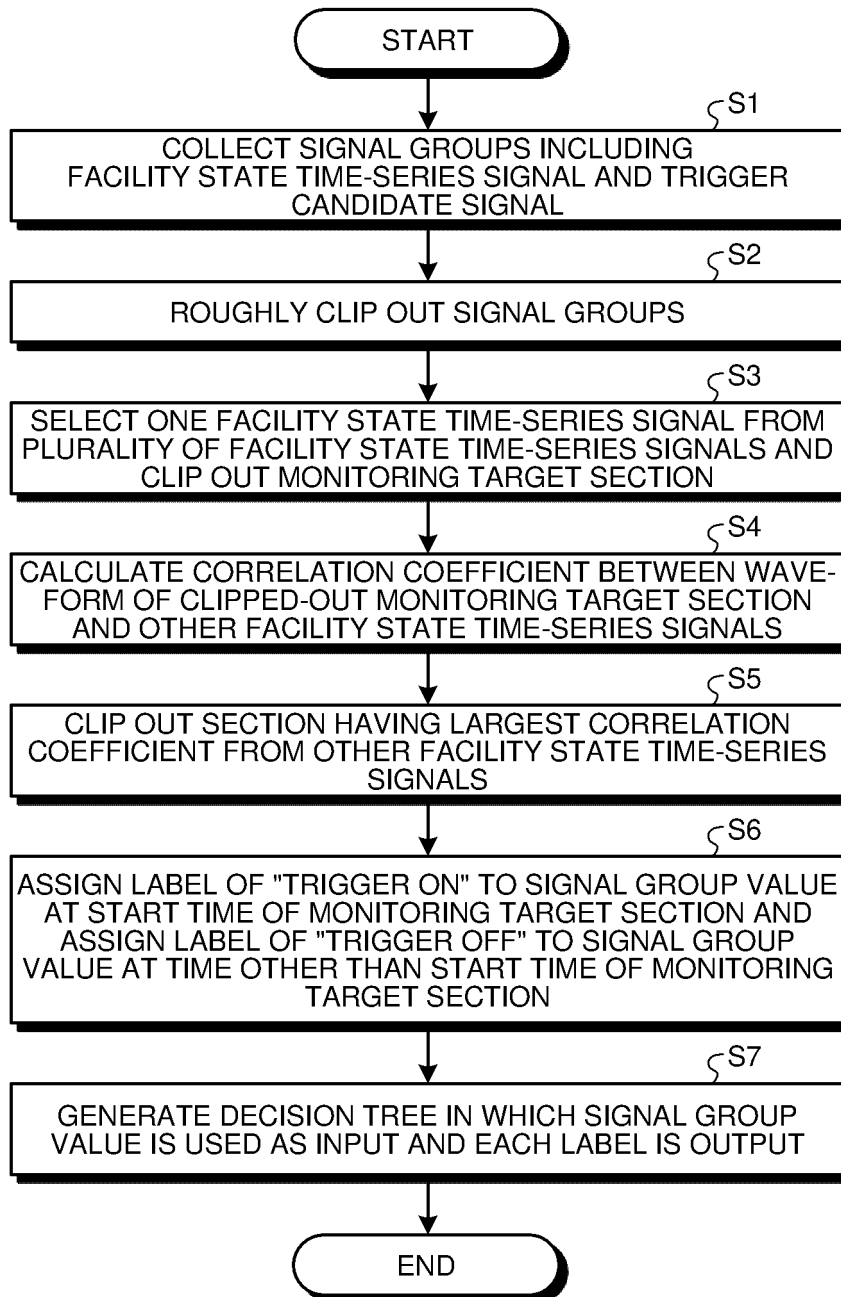 START
S1
COLLECT SIGNAL GROUPS INCLUDING
FACILITY STATE TIME-SERIES SIGNAL AND TRIGGER
CANDIDATE SIGNAL
S2
ROUGHLY CLIP OUT SIGNAL GROUPS
S3
SELECT ONE FACILITY STATE TIME-SERIES SIGNAL FROM
PLURALITY OF FACILITY STATE TIME-SERIES SIGNALS AND
CLIP OUT MONITORING TARGET SECTION
S4
CALCULATE CORRELATION COEFFICIENT BETWEEN WAVE-
FORM OF CLIPPED-OUT MONITORING TARGET SECTION
AND OTHER FACILITY STATE TIME-SERIES SIGNALS
S5
CLIP OUT SECTION HAVING LARGEST CORRELATION
COEFFICIENT FROM OTHER FACILITY STATE TIME-SERIES
SIGNALS
S6
ASSIGN LABEL OF "TRIGGER ON" TO SIGNAL GROUP VALUE
AT START TIME OF MONITORING TARGET SECTION AND
ASSIGN LABEL OF "TRIGGER OFF" TO SIGNAL GROUP
VALUE AT TIME OTHER THAN START TIME OF MONITORING
TARGET SECTION
S7
GENERATE DECISION TREE IN WHICH SIGNAL GROUP
VALUE IS USED AS INPUT AND EACH LABEL IS OUTPUT
END